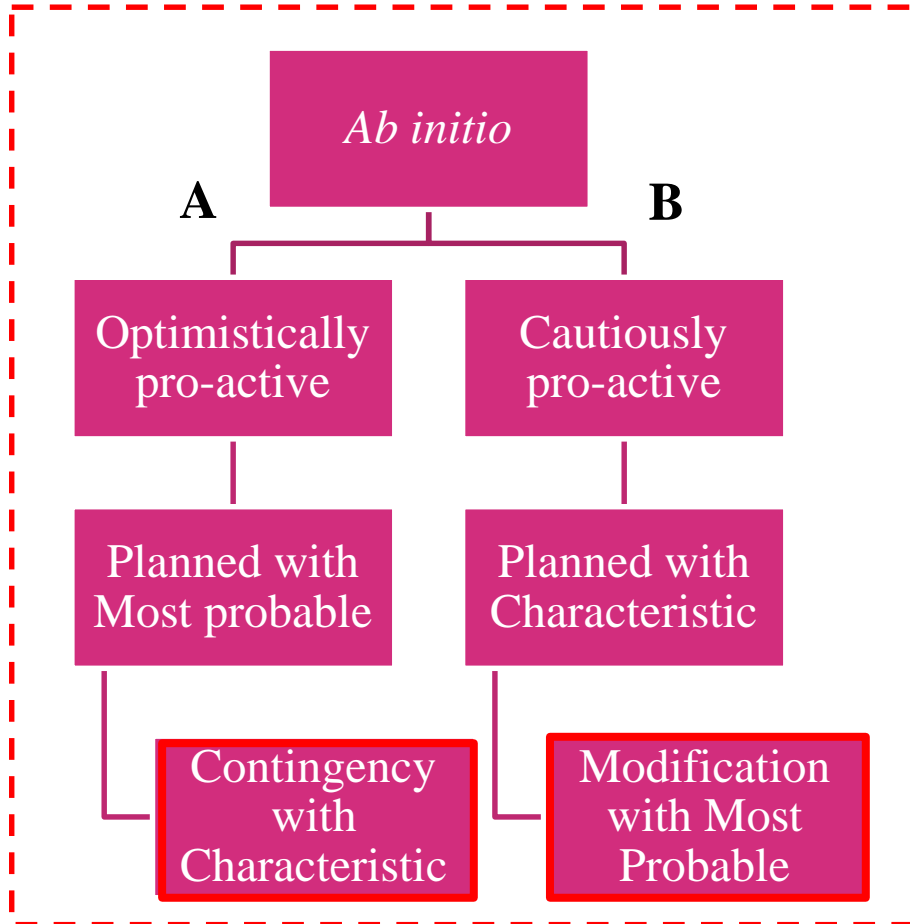 Ab initio
A
B
Optimistically
pro-active
Cautiously
pro-active
Planned with
Most probable
Planned with
Characteristic
Contingency
with
Characteristic
Modification
with Most
Probable